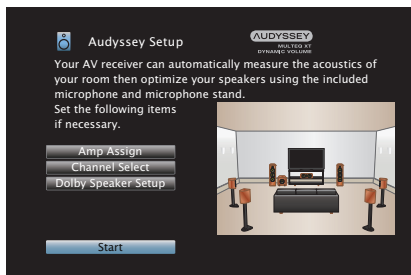 Audyssey Setup
AUDYSSEY
MULTEQ XT
DYNAMIC VOLUME
Your AV receiver can automatically measure the acoustics of
your room then optimize your speakers using the included
microphone and microphone stand.
Set the following items
if necessary.
Amp Assign
Channel Select
Dolby Speaker Setup
Start